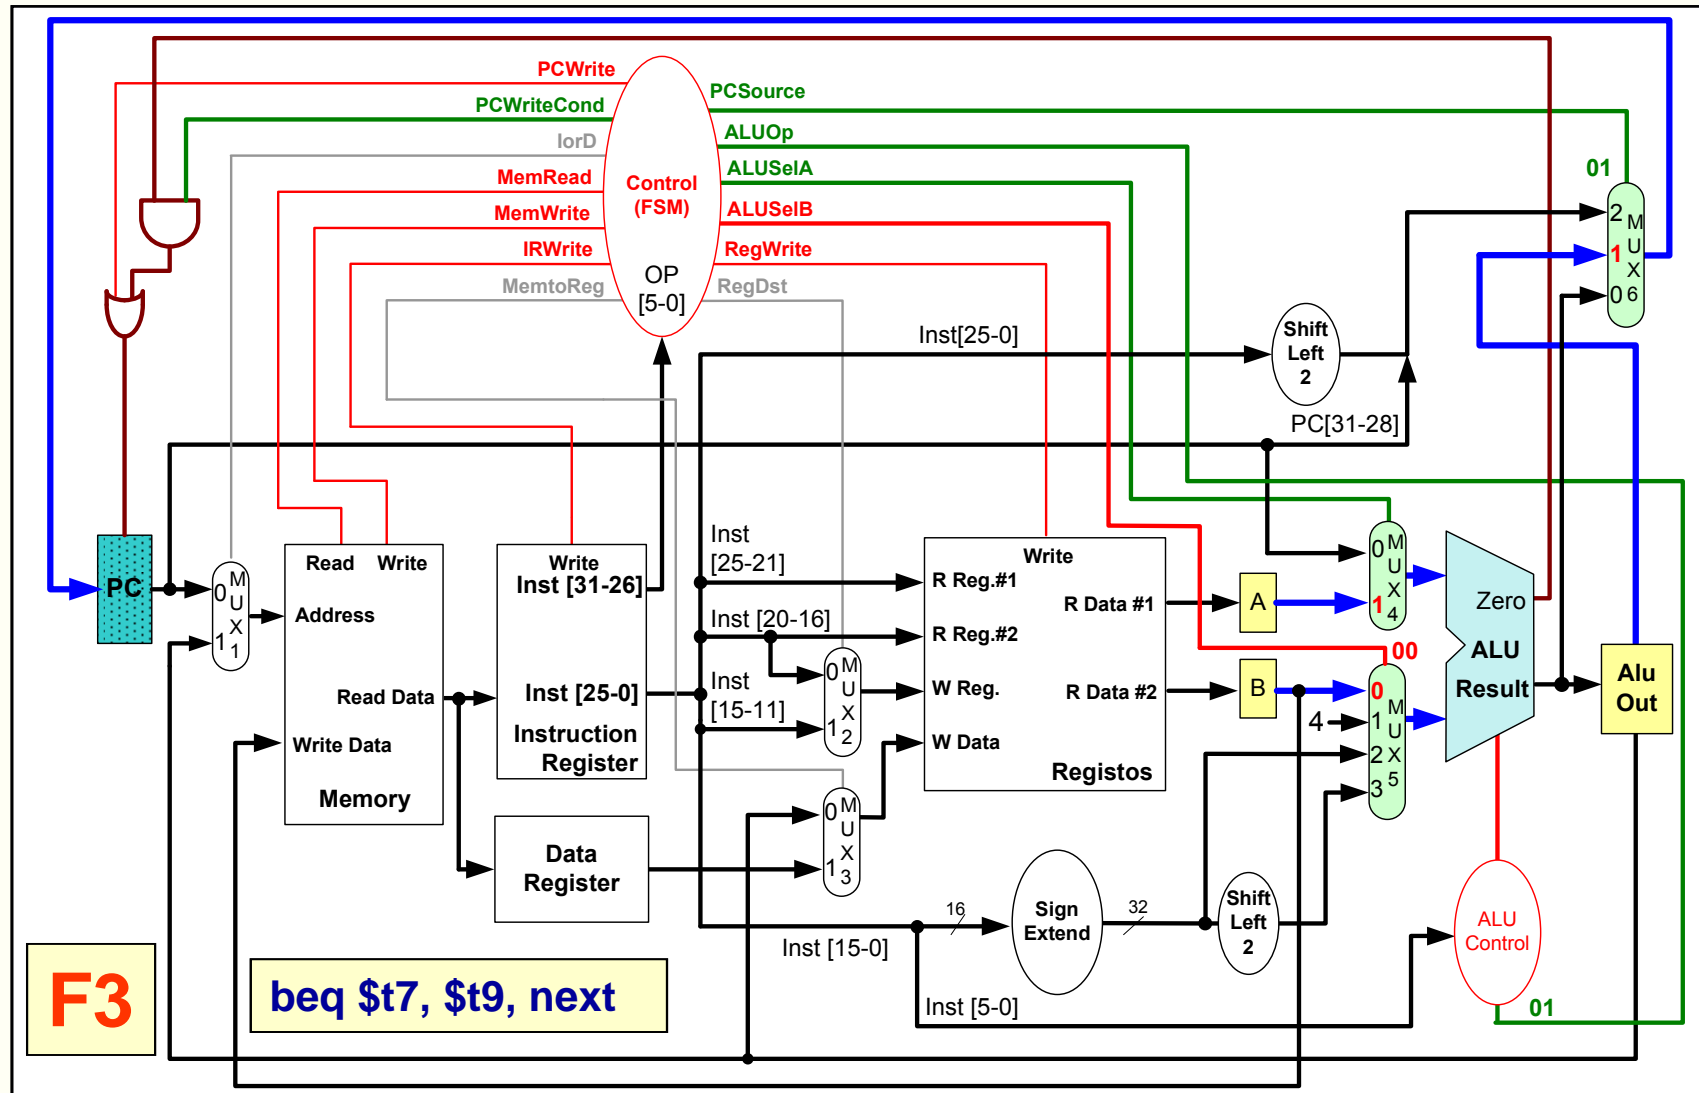 PCWrite
PCWriteCond
IorD
MemRead
MemWrite
IRWrite
MemtoReg
PCSource
ALUOp
ALUSelA
ALUSelB
RegWrite
RegDst
Control
(FSM)
OP
[5-0]
01
2
1
0
M
U
X
6
Inst[25-0]
Shift
Left
2
PC[31-28]
PC
0
1
M
U
X
1
Read
Write
Address
Read Data
Write Data
Memory
Write
Inst [31-26]
Inst [25-0]
Instruction
Register
Data
Register
Inst
[25-21]
Inst [20-16]
Inst
[15-11]
0
1
M
U
X
2
0
1
M
U
X
3
Write
R Reg.#1
R Reg.#2
W Reg.
W Data
R Data #1
R Data #2
Registos
A
B
0
1
M
U
X
4
00
0
4
1
2
3
M
U
X
5
Zero
ALU
Result
Alu
Out
Inst [15-0]
16
Sign
Extend
32
Shift
Left
2
ALU
Control
Inst [5-0]
01
F3
beq $t7, $t9, next